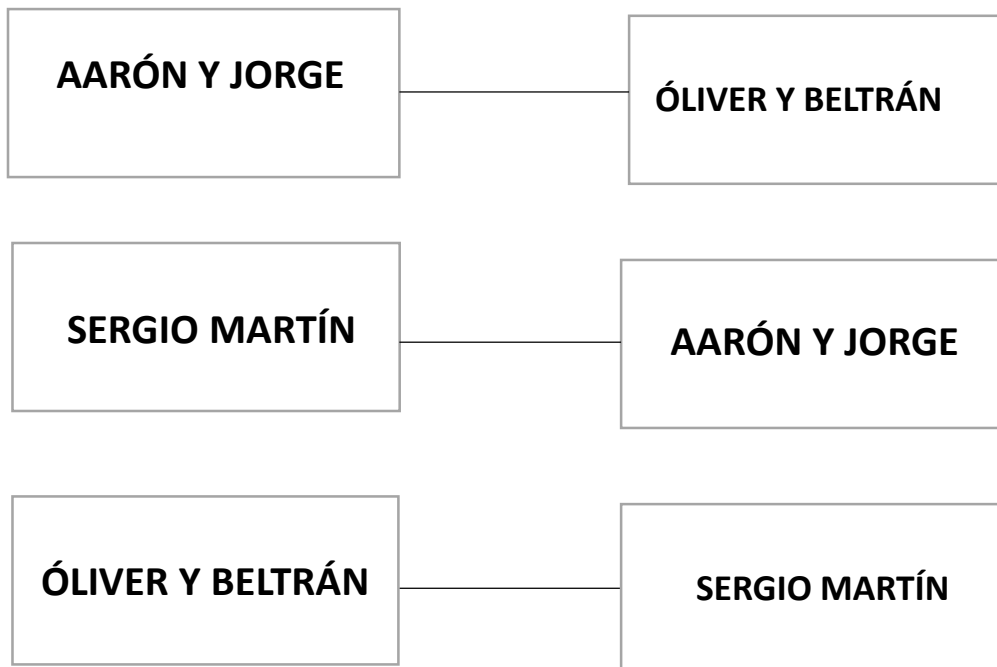 AARÓN Y JORGE
ÓLIVER Y BELTRÁN
SERGIO MARTÍN
AARÓN Y JORGE
ÓLIVER Y BELTRÁN
SERGIO MARTÍN